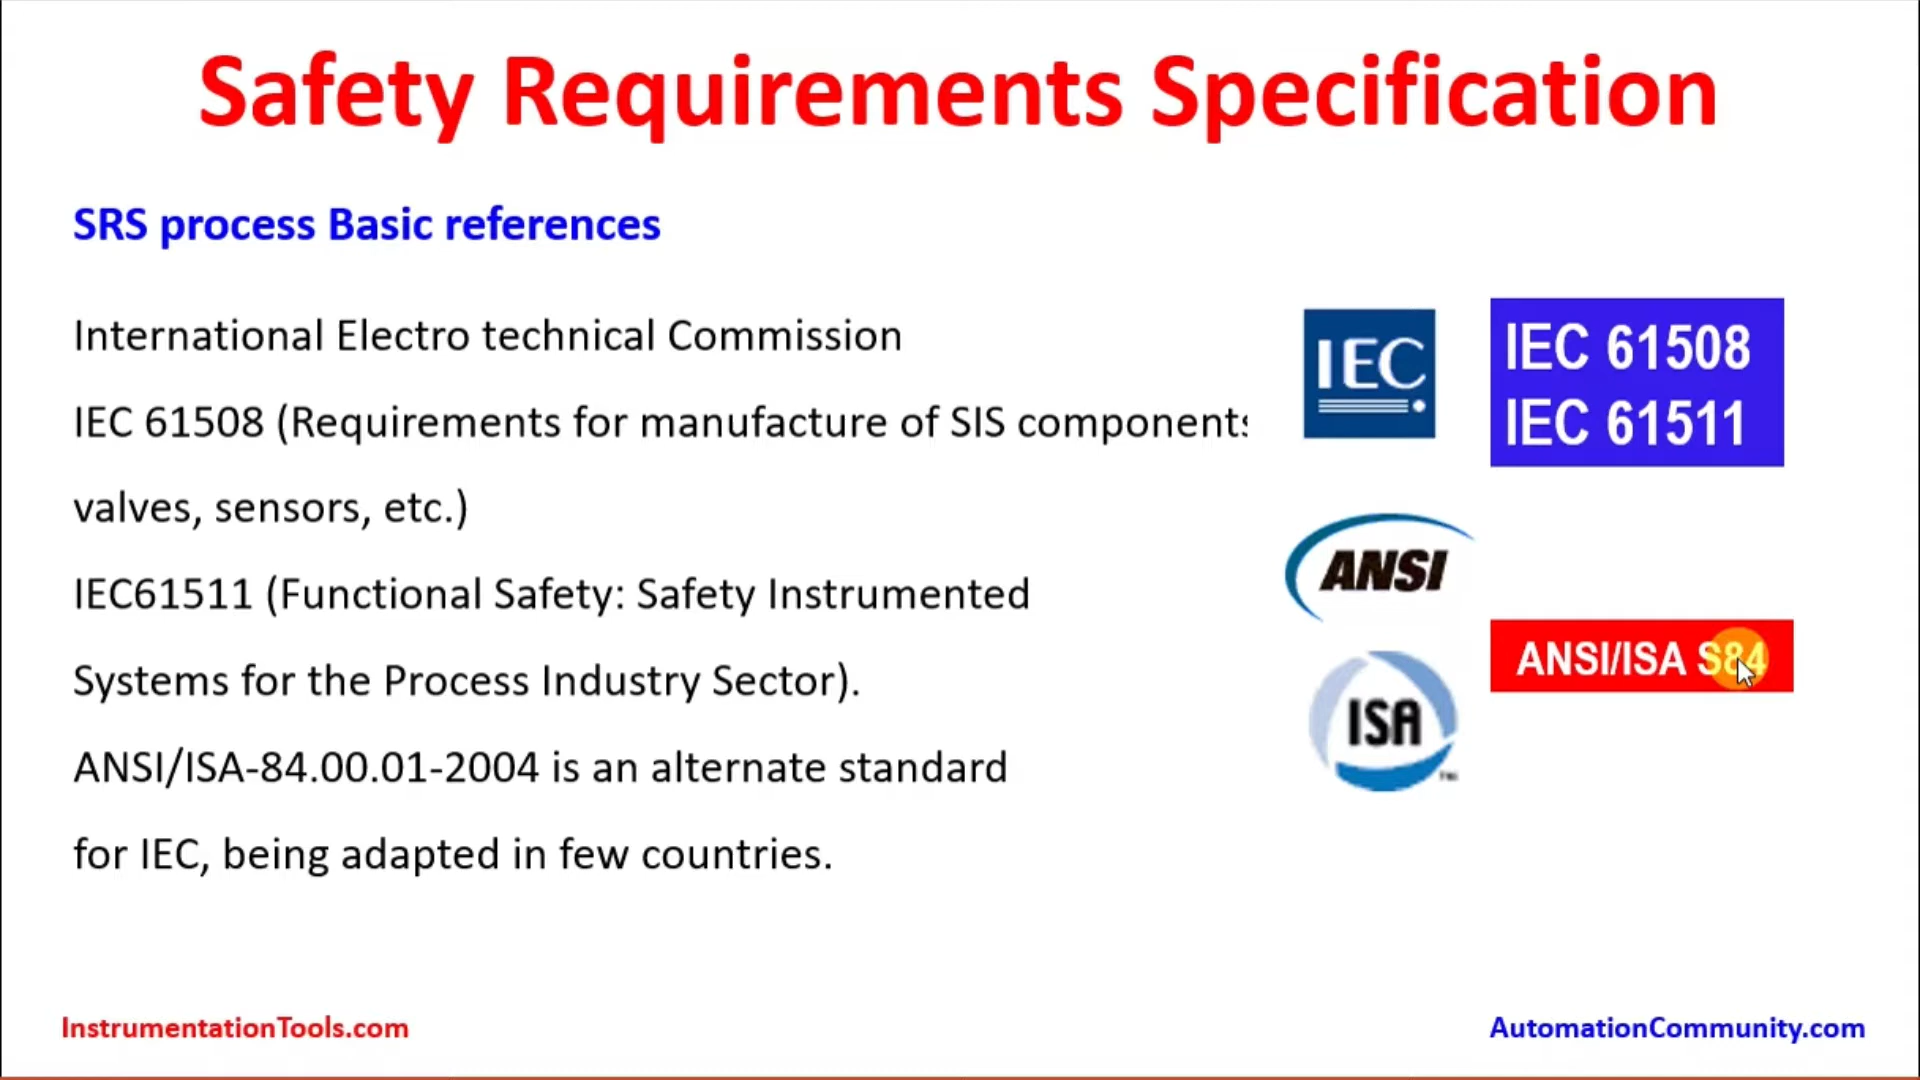 Safety Requirements Specification
SRS process Basic references
International Electro technical Commission
IEC 61508 (Requirements for manufacture of SIS components
valves, sensors, etc.)
IEC61511 (Functional Safety: Safety Instrumented
Systems for the Process Industry Sector).
ANSI/ISA-84.00.01-2004 is an alternate standard
for IEC, being adapted in few countries.
IEC
IEC 61508
IEC 61511
ANSI
ANSI/ISA S84
ISA
InstrumentationTools.com
AutomationCommunity.com